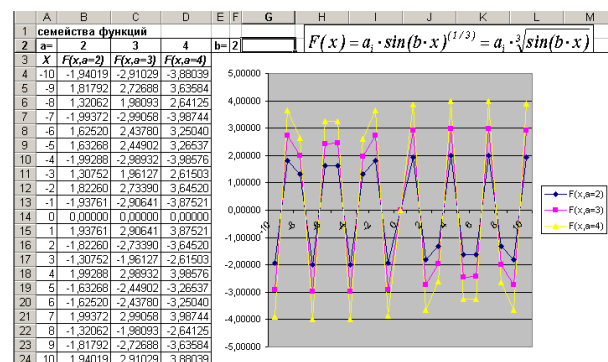 A B C D E F G H I J K L M
1 семейства функций
2 a= 2 3 4 b= 2
F(x)=a_i·sin(b·x)^(1/3)=a_i·∛sin(b·x)
3 X F(x,a=2) F(x,a=3) F(x,a=4)
4 -10 -1,94019 -2,91029 -3,88039
5 -9 1,81792 2,72688 3,63584
6 -8 1,32062 1,98093 2,64125
7 -7 -1,99372 -2,99058 -3,98744
8 -6 1,62520 2,43780 3,25040
9 -5 1,63268 2,44902 3,26537
10 -4 -1,99288 -2,98932 -3,98576
11 -3 1,30752 1,96127 2,61503
12 -2 1,82260 2,73390 3,64520
13 -1 -1,93761 -2,90641 -3,87521
14 0 0,00000 0,00000 0,00000
15 1 1,93761 2,90641 3,87521
16 2 -1,82260 -2,73390 -3,64520
17 3 -1,30752 -1,96127 -2,61503
18 4 1,99288 2,98932 3,98576
19 5 -1,63268 -2,44902 -3,26537
20 6 -1,62520 -2,43780 -3,25040
21 7 1,99372 2,99058 3,98744
22 8 -1,32062 -1,98093 -2,64125
23 9 -1,81792 -2,72688 -3,63584
24 10 1,94019 2,91029 3,88039
5,00000
4,00000
3,00000
2,00000
1,00000
0,00000
-1,00000
-2,00000
-3,00000
-4,00000
-5,00000
-8 -6 -4 -2 0 2 4 6 8 10
F(x,a=2)
F(x,a=3)
F(x,a=4)